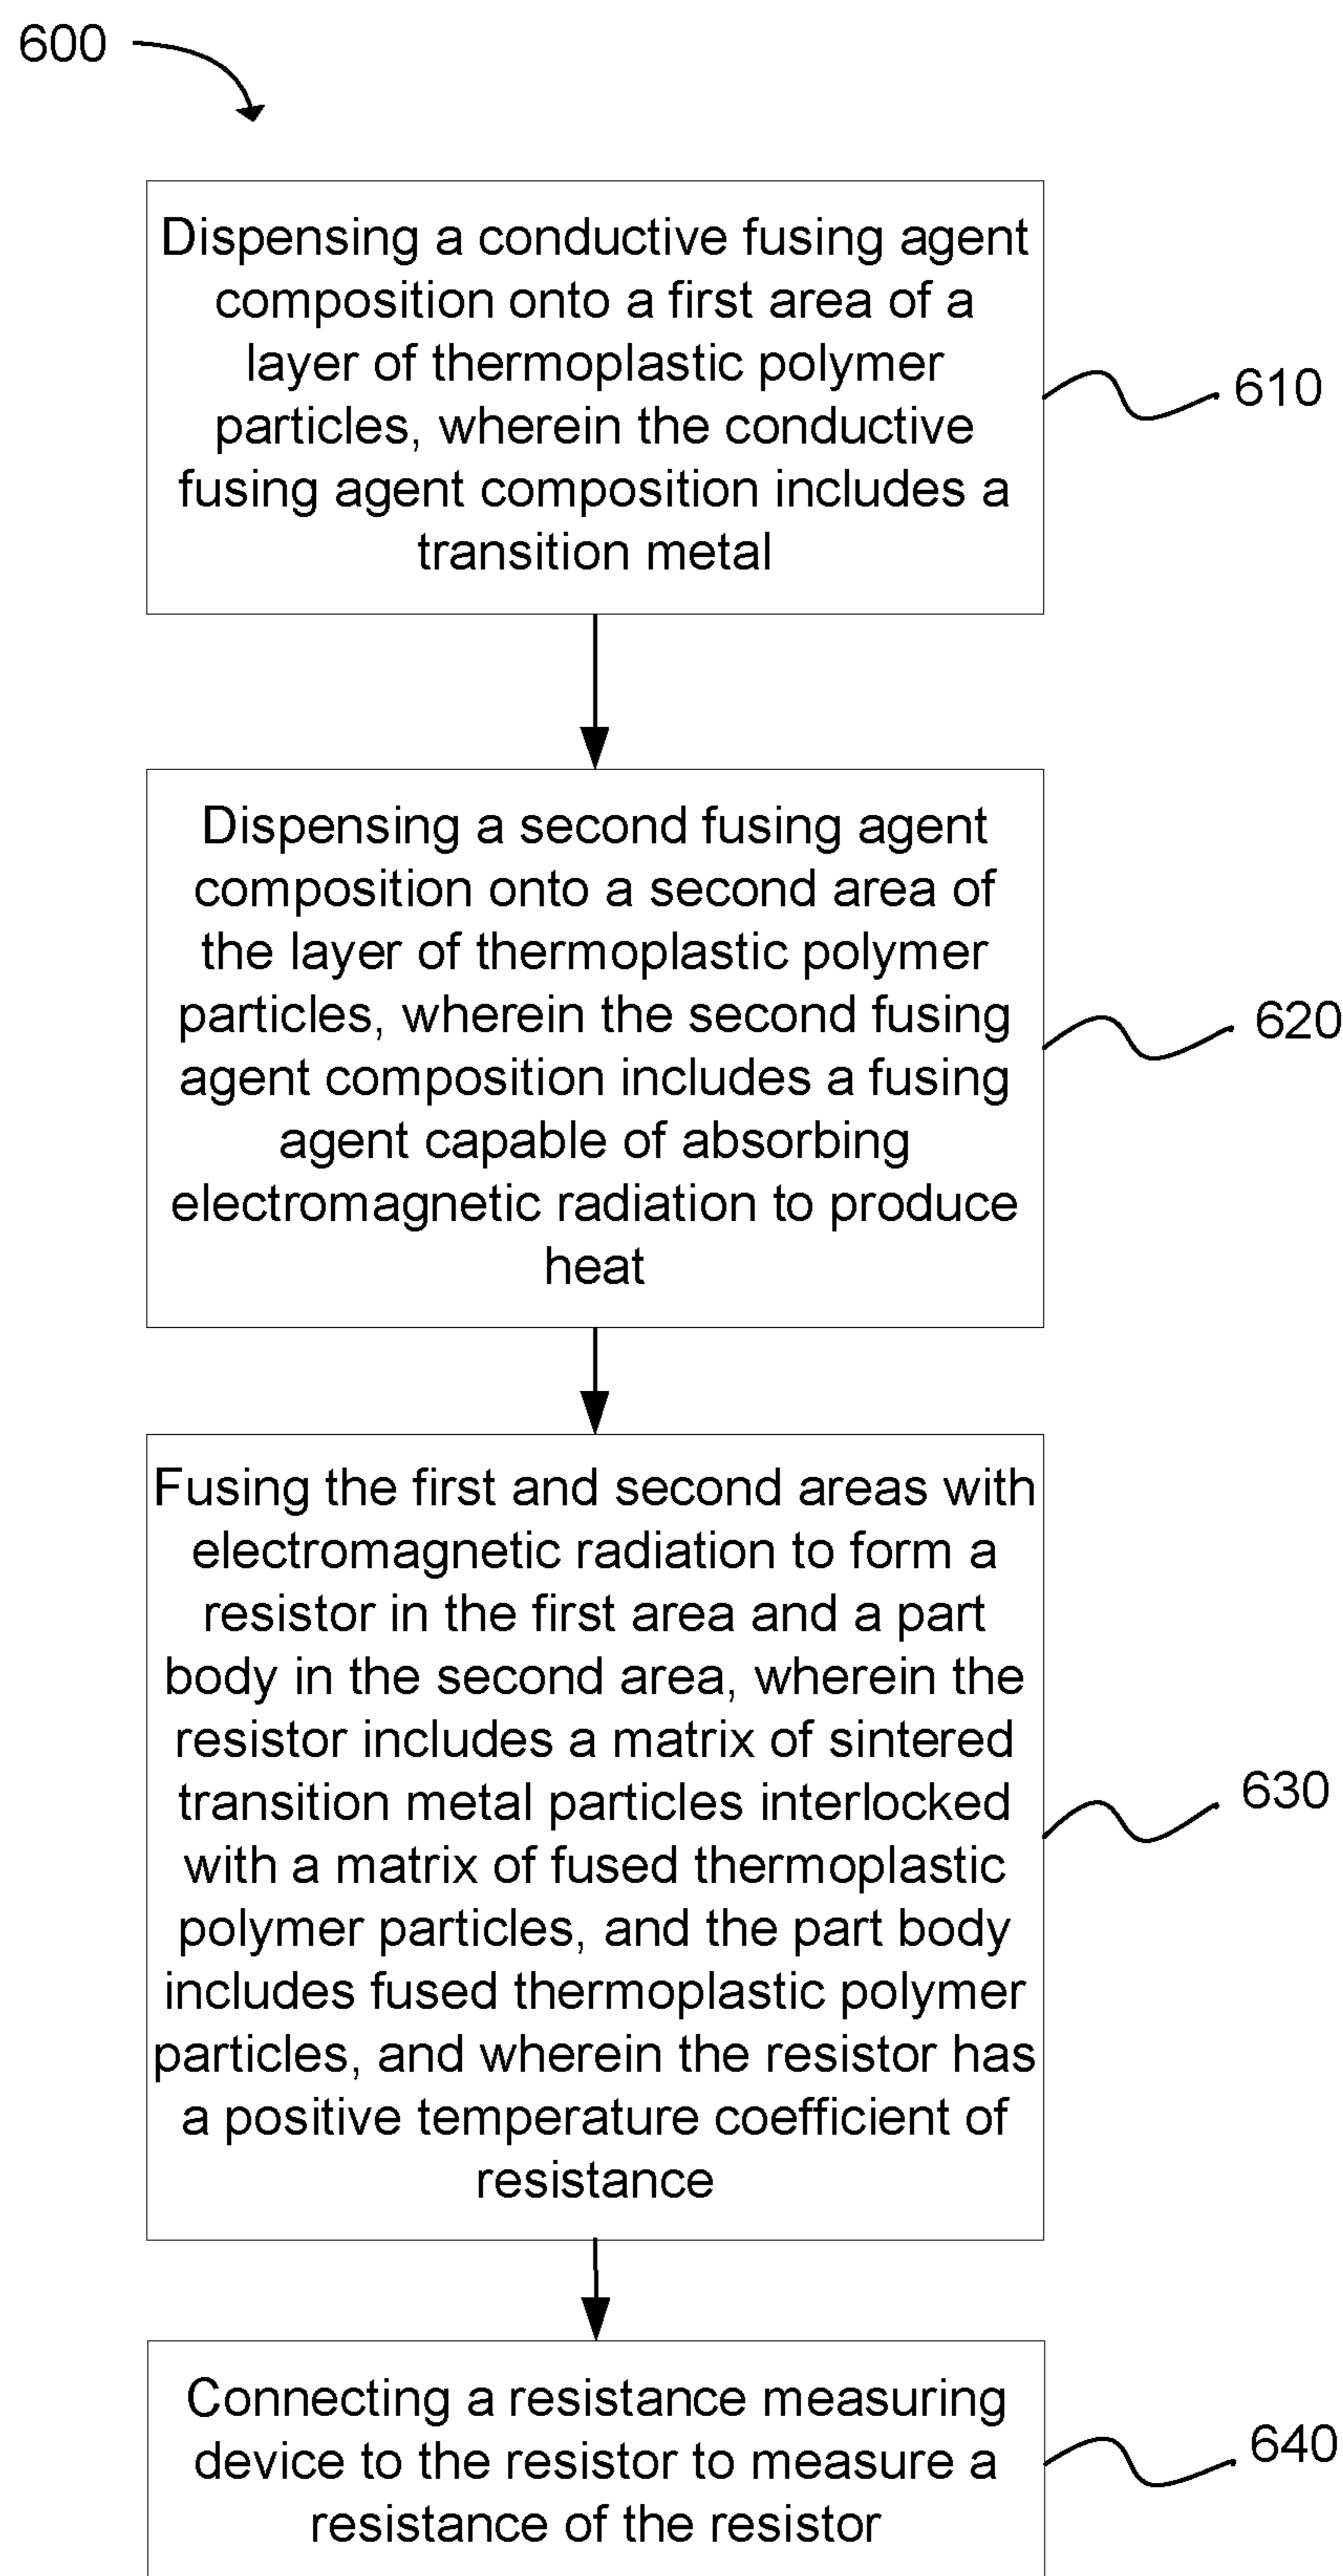 600
Dispensing a conductive fusing agent
composition onto a first area of a
layer of thermoplastic polymer
particles, wherein the conductive
fusing agent composition includes a
transition metal
610
Dispensing a second fusing agent
composition onto a second area of
the layer of thermoplastic polymer
particles, wherein the second fusing
agent composition includes a fusing
agent capable of absorbing
electromagnetic radiation to produce
heat
620
Fusing the first and second areas with
electromagnetic radiation to form a
resistor in the first area and a part
body in the second area, wherein the
resistor includes a matrix of sintered
transition metal particles interlocked
with a matrix of fused thermoplastic
polymer particles, and the part body
includes fused thermoplastic polymer
particles, and wherein the resistor has
a positive temperature coefficient of
resistance
630
Connecting a resistance measuring
device to the resistor to measure a
resistance of the resistor
640